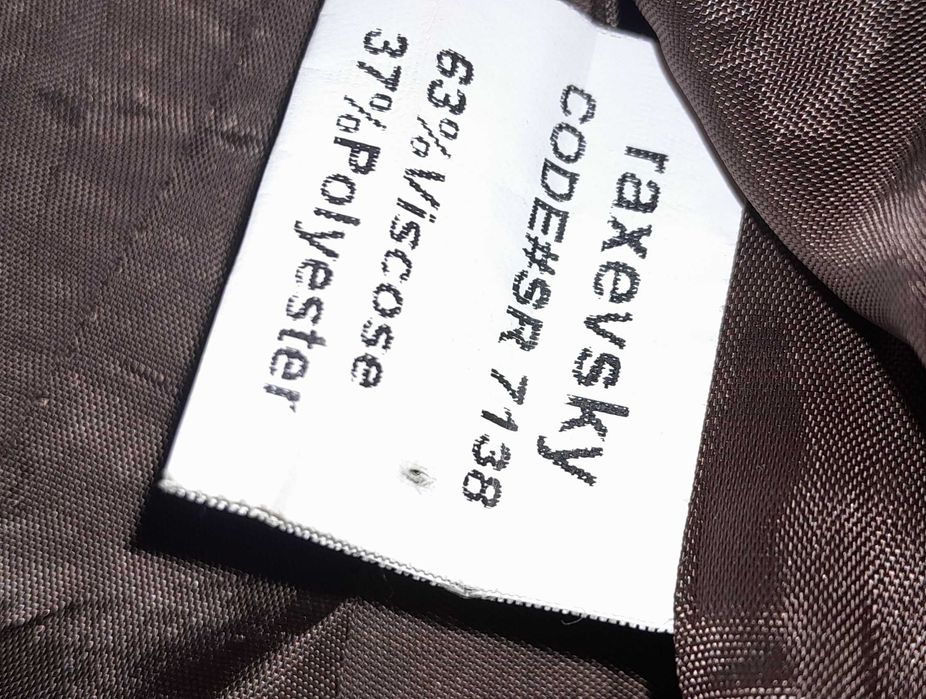 raxevsky
CODE#SR 7138
63%Viscose
37%Polyester